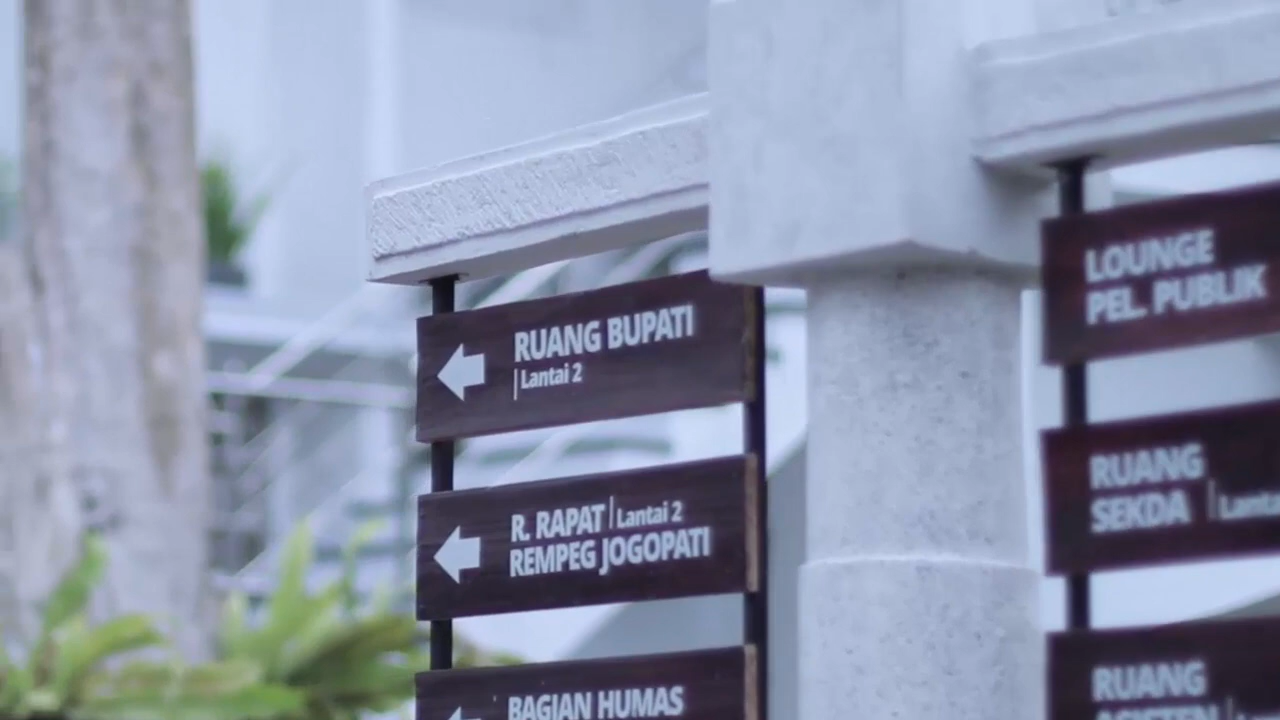 RUANG BUPATI
|Lantai 2
R. RAPAT |Lantai 2
REMPEG JOGOPATI
BAGIAN HUMAS
LOUNGE
PEL. PUBLIK
RUANG
SEKDA |
RUANG